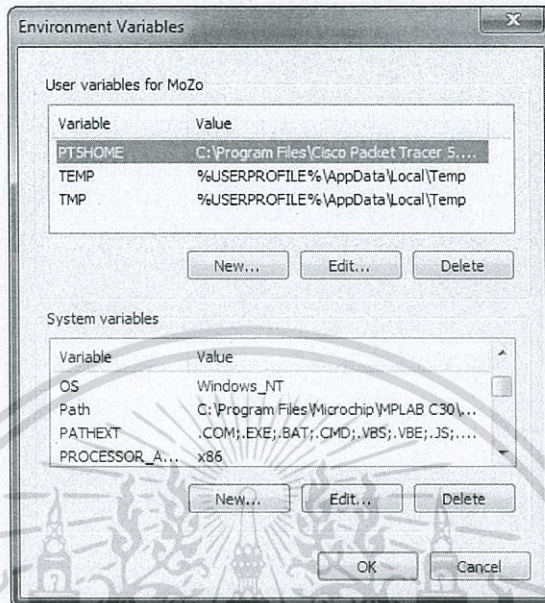 Environment Variables
User variables for MoZo
Variable Value
PTSHOME C:\Program Files\Cisco Packet Tracer 5....
TEMP %USERPROFILE%\AppData\Local\Temp
TMP %USERPROFILE%\AppData\Local\Temp
New... Edit... Delete
System variables
Variable Value
OS Windows_NT
Path C:\Program Files\Microchip\MPLAB C30\...
PATHEXT .COM;.EXE;.BAT;.CMD;.VBS;.VBE;.JS;....
PROCESSOR_A... x86
New... Edit... Delete
OK Cancel